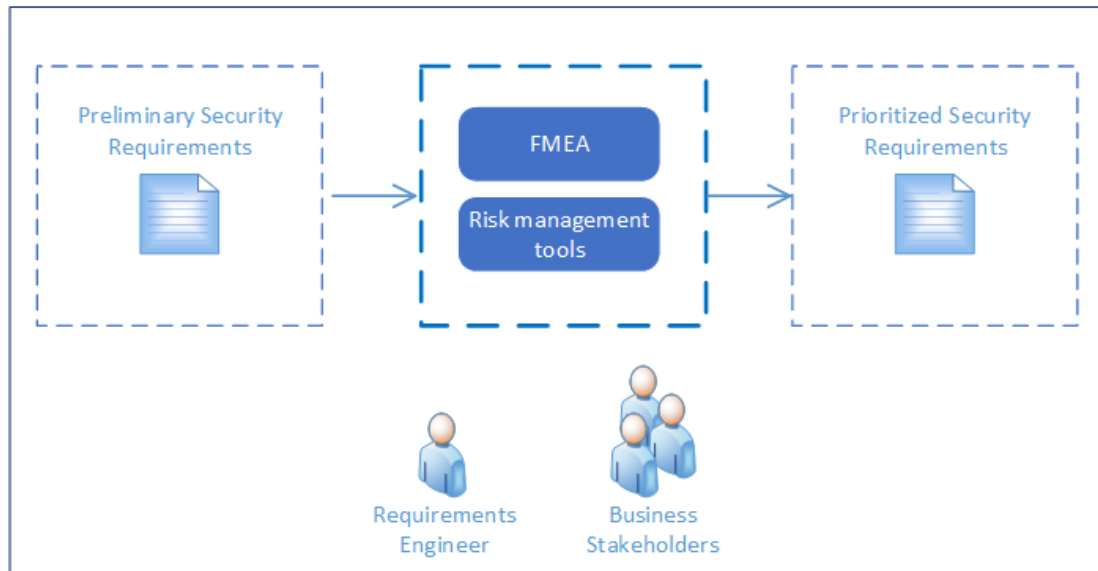 Preliminary Security
Requirements
FMEA
Risk management
tools
Prioritized Security
Requirements
Requirements
Engineer
Business
Stakeholders